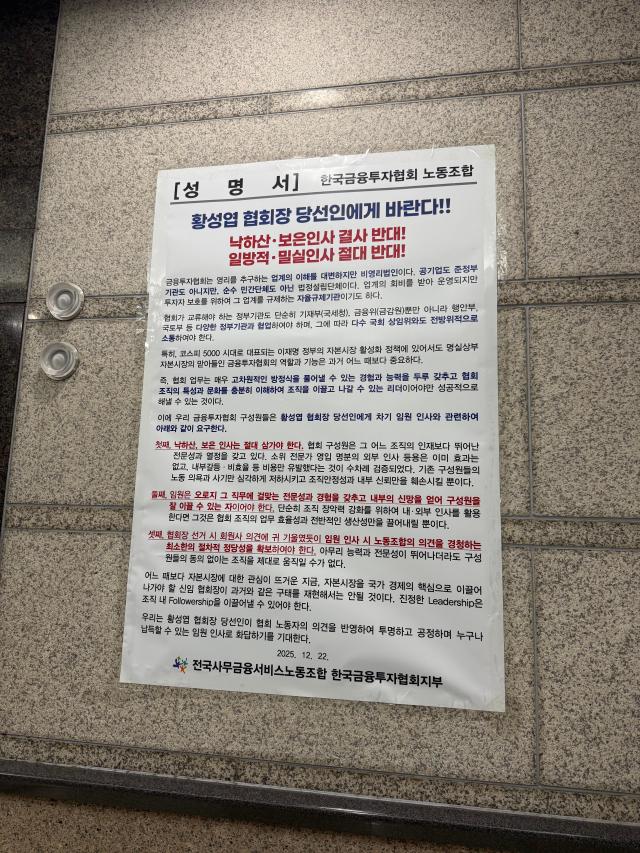 [성 명 서] 한국금융투자협회 노동조합
황성엽 협회장 당선인에게 바란다!!
낙하산·보은인사 결사 반대!
일방적·밀실인사 절대 반대!
금융투자협회는 영리를 추구하는 업계의 이해를 대변하지만 비영리법인이다. 공기업도 준정부
기관도 아니지만, 순수 민간단체도 아닌 법정설립단체이다. 업계의 회비를 받아 운영되지만
투자자 보호를 위하여 그 업계를 규제하는 자율규제기관이기도 하다.
협회가 교류해야 하는 정부기관도 단순히 기재부(국세청), 금융위(금감원)뿐만 아니라 행안부,
국토부 등 다양한 정부기관과 협업하여야 하며, 그에 따라 다수 국회 상임위와도 전방위적으로
소통하여야 한다.
특히, 코스피 5000 시대로 대표되는 이재명 정부의 자본시장 활성화 정책에 있어서도 명실상부
자본시장의 맏아들인 금융투자협회의 역할과 기능은 과거 어느 때보다 중요하다.
즉, 협회 업무는 매우 고차원적인 방정식을 풀어낼 수 있는 경험과 능력을 두루 갖추고 협회
조직의 특성과 문화를 충분히 이해하여 조직을 이끌고 나갈 수 있는 리더이어야만 성공적으로
해낼 수 있는 것이다.
이에 우리 금융투자협회 구성원들은 황성엽 협회장 당선인에게 차기 임원 인사와 관련하여
아래와 같이 요구한다.
첫째, 낙하산, 보은 인사는 절대 삼가야 한다. 협회 구성원은 그 어느 조직의 인재보다 뛰어난
전문성과 열정을 갖고 있다. 소위 전문가 영입 명분의 외부 인사 등용은 이미 효과는
없고, 내부갈등·비효율 등 비용만 유발했다는 것이 수차례 검증되었다. 기존 구성원들의
노동 의욕과 사기만 심각하게 저하시키고 조직안정성과 내부 신뢰만을 훼손시킬 뿐이다.
둘째, 임원은 오로지 그 직무에 걸맞는 전문성과 경험을 갖추고 내부의 신망을 얻어 구성원을
잘 이끌 수 있는 자이어야 한다. 단순히 조직 장악력 강화를 위하여 내·외부 인사를 활용
한다면 그것은 협회 조직의 업무 효율성과 전반적인 생산성만을 끌어내릴 뿐이다.
셋째, 협회장 선거 시 회원사 의견에 귀 기울였듯이 임원 인사 시 노동조합의 의견을 경청하는
최소한의 절차적 정당성을 확보하여야 한다. 아무리 능력과 전문성이 뛰어나더라도 구성
원들의 동의 없이는 조직을 제대로 움직일 수가 없다.
어느 때보다 자본시장에 대한 관심이 뜨거운 지금, 자본시장을 국가 경제의 핵심으로 이끌어
나가야 할 신임 협회장이 과거와 같은 구태를 재현해서는 안될 것이다. 진정한 Leadership은
조직 내 Followership을 이끌어낼 수 있어야 한다.
우리는 황성엽 협회장 당선인이 협회 노동자의 의견을 반영하여 투명하고 공정하며 누구나
납득할 수 있는 임원 인사로 화답하기를 기대한다.
2025. 12. 22.
전국사무금융서비스노동조합 한국금융투자협회지부